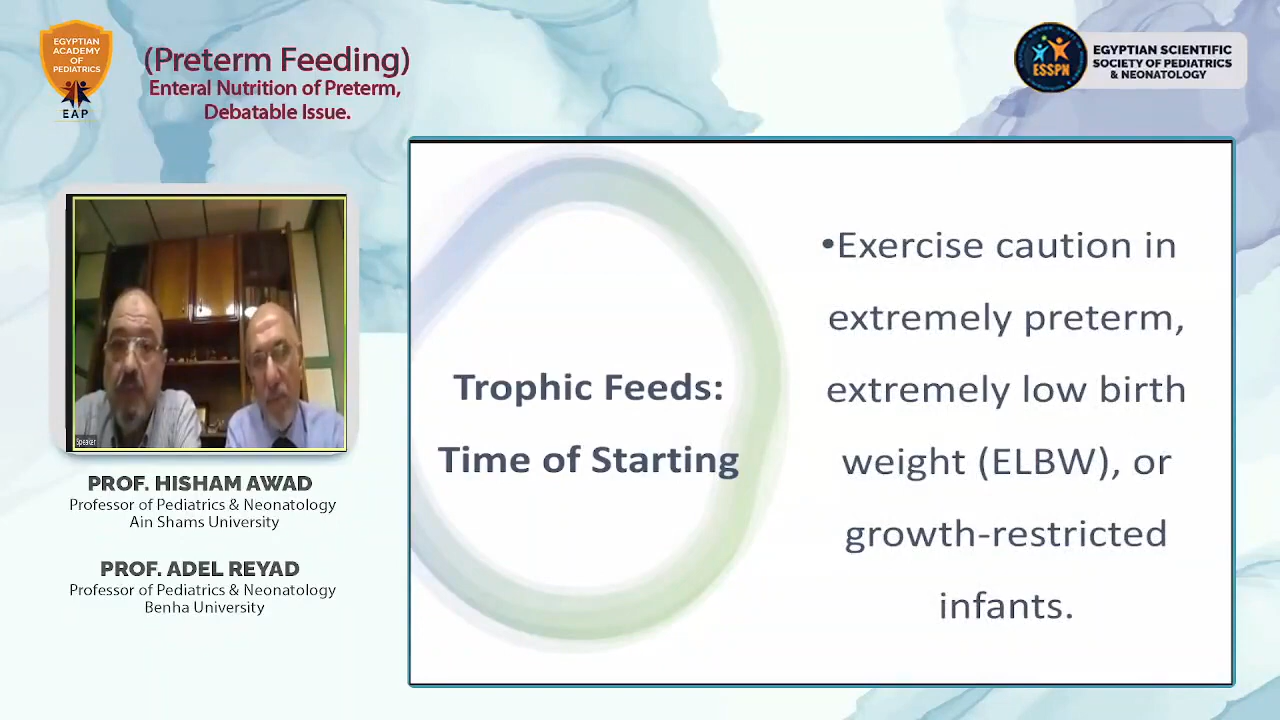 EGYPTIAN
ACADEMY
OF
PEDIATRICS
EAP
(Preterm Feeding)
Enteral Nutrition of Preterm,
Debatable Issue.
ESSPN
EGYPTIAN SCIENTIFIC
SOCIETY OF PEDIATRICS
& NEONATOLOGY
Speaker
PROF. HISHAM AWAD
Professor of Pediatrics & Neonatology
Ain Shams University
PROF. ADEL REYAD
Professor of Pediatrics & Neonatology
Benha University
Trophic Feeds:
Time of Starting
•Exercise caution in
extremely preterm,
extremely low birth
weight (ELBW), or
growth-restricted
infants.